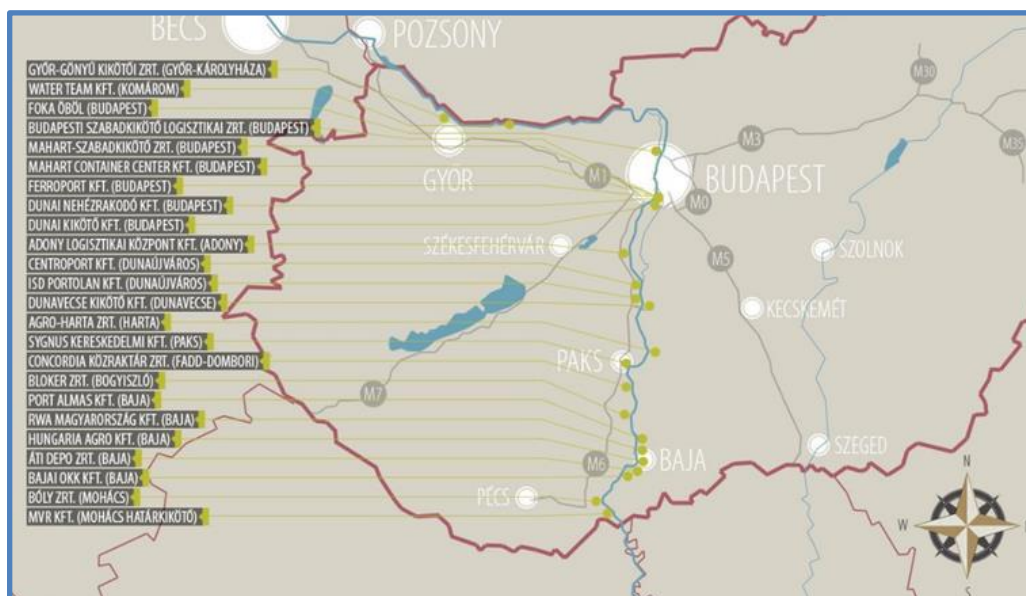 BÉCS
POZSONY
GYŐR-GÖNYŰ KIKÖTŐI ZRT. (GYŐR-KÁROLYHÁZA)
WATER TEAM KFT. (KOMÁROM)
FOKA ÖBÖL (BUDAPEST)
BUDAPESTI SZABADKIKÖTŐ LOGISZTIKAI ZRT. (BUDAPEST)
MAHART-SZABADKIKÖTŐ ZRT. (BUDAPEST)
MAHART CONTAINER CENTER KFT. (BUDAPEST)
FERROPORT KFT. (BUDAPEST)
DUNAI NEHÉZRAKODÓ KFT. (BUDAPEST)
DUNAI KIKÖTŐ KFT. (BUDAPEST)
ADONY LOGISZTIKAI KÖZPONT KFT. (ADONY)
CENTROPORT KFT. (DUNAÚJVÁROS)
ISD PORTOLAN KFT. (DUNAÚJVÁROS)
DUNAVECSE KIKÖTŐ KFT. (DUNAVECSE)
AGRO-HARTA ZRT. (HARTA)
SYGNUS KERESKEDELMI KFT. (PAKS)
CONCORDIA KÖZRAKTÁR ZRT. (FADD-DOMBORI)
BLOKER ZRT. (BOGYISZLÓ)
PORT ALMAS KFT. (BAJA)
RWA MAGYARORSZÁG KFT. (BAJA)
HUNGARIA AGRO KFT. (BAJA)
ÁTI DEPO ZRT. (BAJA)
BAJAI OKK KFT. (BAJA)
BÓLY ZRT. (MOHÁCS)
MVR KFT. (MOHÁCS HATÁRKIKÖTŐ)
M30
M3
M35
GYŐR
M1
BUDAPEST
M0
SZÉKESFEHÉRVÁR
SZOLNOK
M5
KECSKEMÉT
PAKS
M7
SZEGED
BAJA
M6
PÉCS
N
W
S